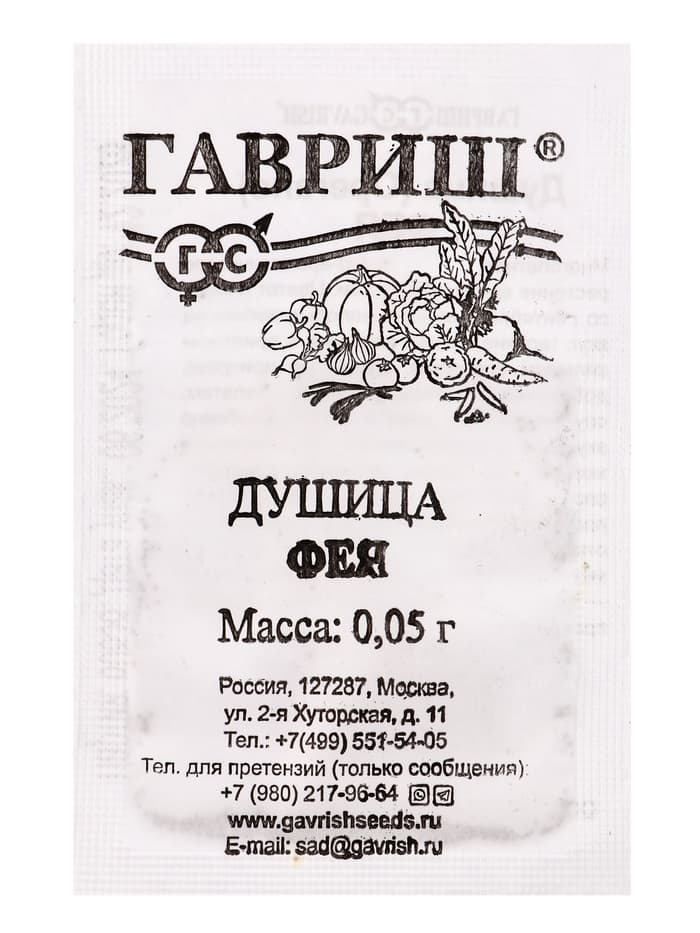 ГАВРИШ®
Г С
ДУШИЦА
ФЕЯ
Масса: 0,05 г
Россия, 127287, Москва,
ул. 2-я Хуторская, д. 11
Тел.: +7(499) 551-54-05
Тел. для претензий (только сообщения):
+7 (980) 217-96-64
www.gavrishseeds.ru
E-mail: sad@gavrish.ru